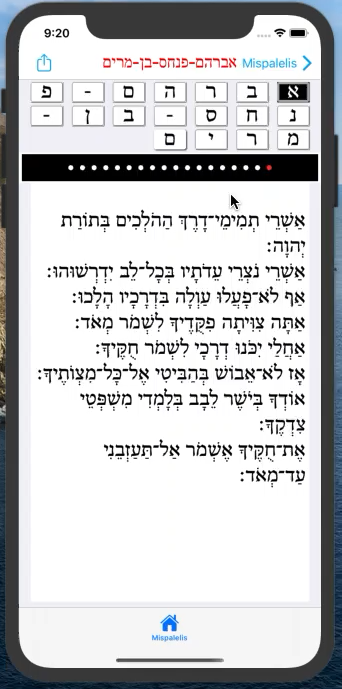 9:20
Mispalelis אברהם-פנחס-בן-מרים
א ב ר ה ם - פ
נ ח ס - ב ן -
מ ר י ם
אַשְׁרֵי תְמִימֵי־דָרֶךְ הַהֹלְכִים בְּתוֹרַת
יְהוָה׃
אַשְׁרֵי נֹצְרֵי עֵדֹתָיו בְּכָל־לֵב יִדְרְשׁוּהוּ׃
אַף לֹא־פָעֲלוּ עַוְלָה בִּדְרָכָיו הָלָכוּ׃
אַתָּה צִוִּיתָה פִקֻּדֶיךָ לִשְׁמֹר מְאֹד׃
אַחֲלַי יִכֹּנוּ דְרָכָי לִשְׁמֹר חֻקֶּיךָ׃
אָז לֹא־אֵבוֹשׁ בְּהַבִּיטִי אֶל־כָּל־מִצְוֺתֶיךָ׃
אוֹדְךָ בְּיֹשֶׁר לֵבָב בְּלָמְדִי מִשְׁפְּטֵי
צִדְקֶךָ׃
אֶת־חֻקֶּיךָ אֶשְׁמֹר אַל־תַּעַזְבֵנִי
עַד־מְאֹד׃
Mispalelis